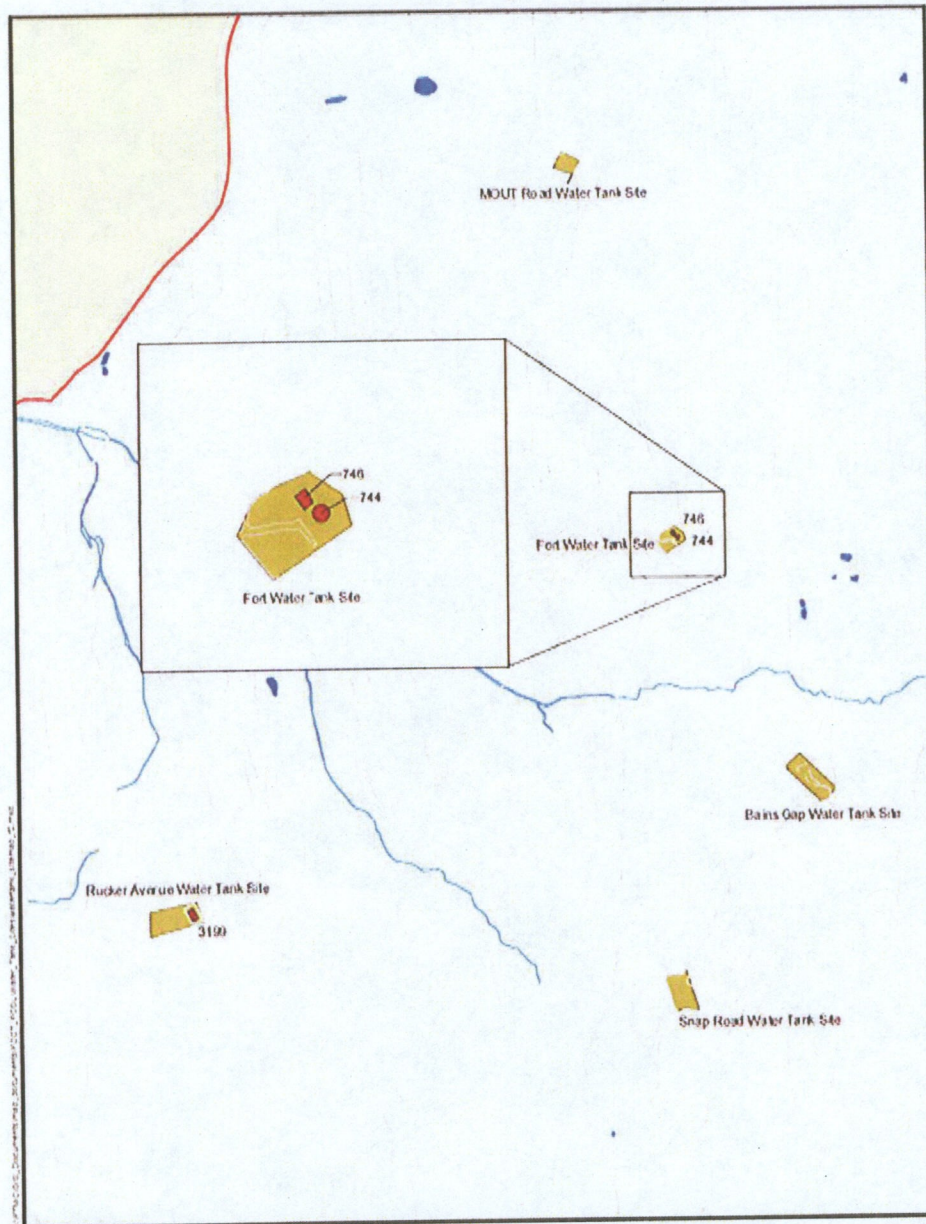 MOUT Road Water Tank Site
746
744
Fort Water Tank Site
746
Fort Water Tank Site
744
Bains Gap Water Tank Site
Rucker Avenue Water Tank Site
3199
Snap Road Water Tank Site